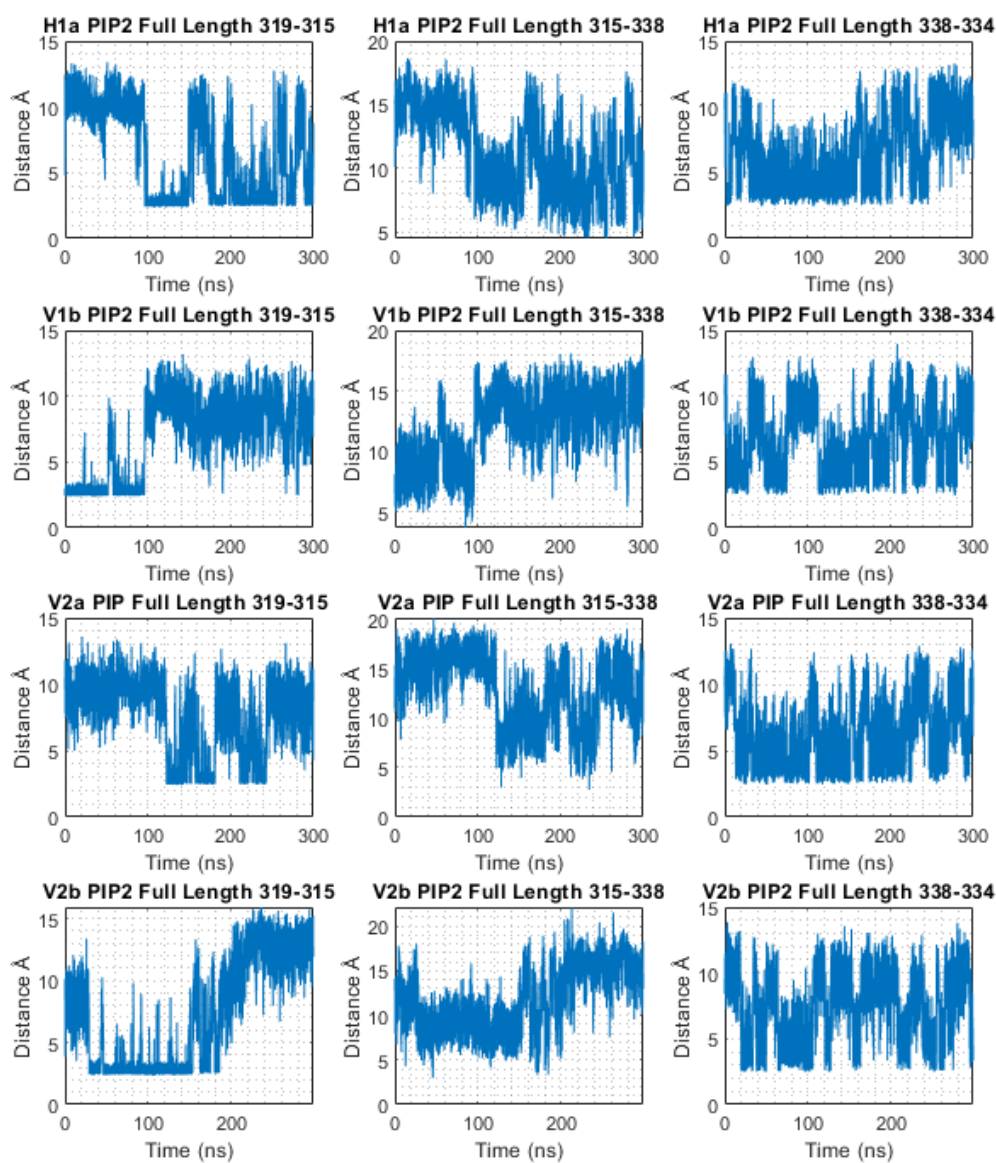 H1a PIP2 Full Length 319-315
H1a PIP2 Full Length 315-338
H1a PIP2 Full Length 338-334
15
10
5
0
Distance Å
0 100 200 300
Time (ns)
20
15
10
5
Distance Å
0 100 200 300
Time (ns)
15
10
5
0
Distance Å
0 100 200 300
Time (ns)
V1b PIP2 Full Length 319-315
V1b PIP2 Full Length 315-338
V1b PIP2 Full Length 338-334
15
10
5
0
Distance Å
0 100 200 300
Time (ns)
20
15
10
5
Distance Å
0 100 200 300
Time (ns)
15
10
5
0
Distance Å
0 100 200 300
Time (ns)
V2a PIP Full Length 319-315
V2a PIP Full Length 315-338
V2a PIP Full Length 338-334
15
10
5
0
Distance Å
0 100 200 300
Time (ns)
20
15
10
5
0
Distance Å
0 100 200 300
Time (ns)
15
10
5
0
Distance Å
0 100 200 300
Time (ns)
V2b PIP2 Full Length 319-315
V2b PIP2 Full Length 315-338
V2b PIP2 Full Length 338-334
15
10
5
0
Distance Å
0 100 200
Time (ns)
20
15
10
5
0
Distance Å
0 100 200
Time (ns)
15
10
5
0
Distance Å
0 100 200 300
Time (ns)